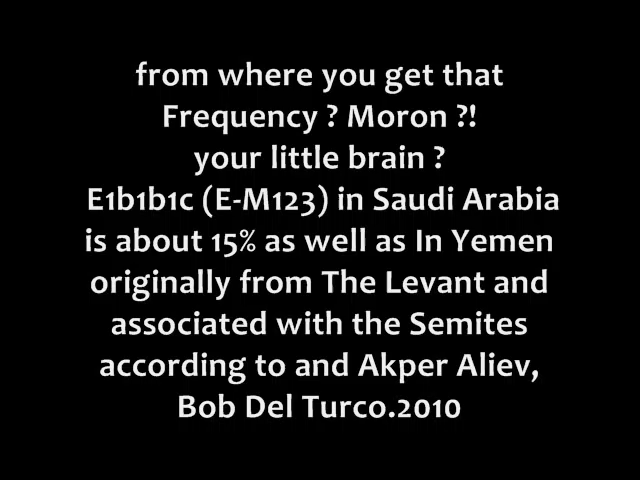 from where you get that
Frequency ? Moron ?!
your little brain ?
E1b1b1c (E-M123) in Saudi Arabia
is about 15% as well as In Yemen
originally from The Levant and
associated with the Semites
according to and Akper Aliev,
Bob Del Turco.2010